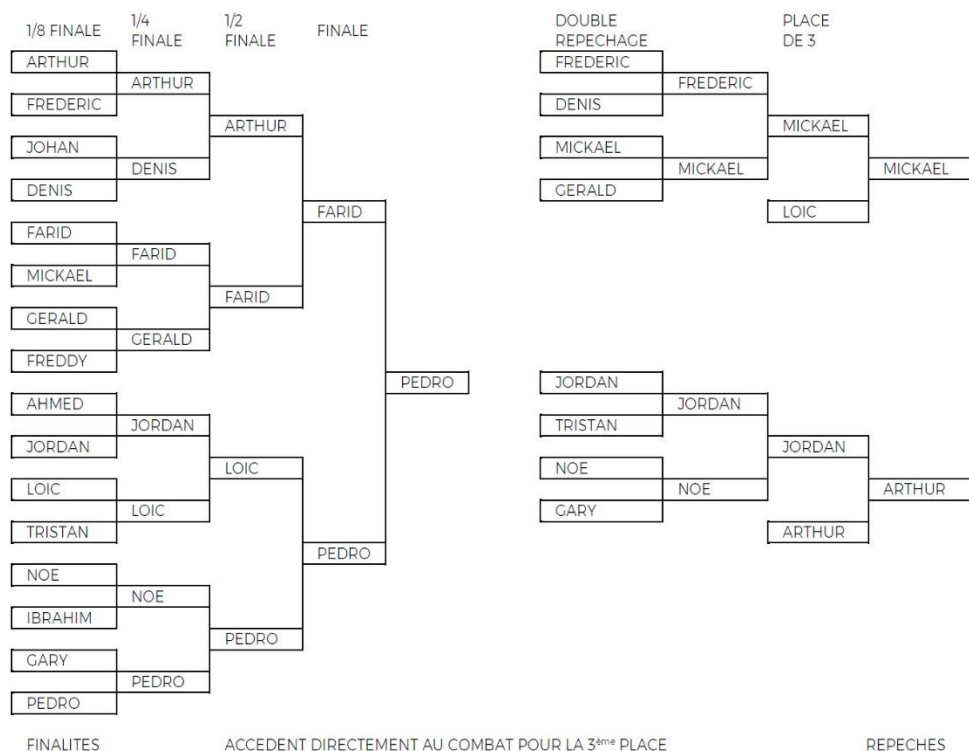 1/8 FINALE
1/4 FINALE
1/2 FINALE
FINALE
DOUBLE REPECHAGE
PLACE DE 3
ARTHUR
FREDERIC
JOHAN
DENIS
FARID
MICKAEL
GERALD
FREDDY
AHMED
JORDAN
LOIC
TRISTAN
NOE
IBRAHIM
GARY
PEDRO
ARTHUR
DENIS
FARID
GERALD
JORDAN
LOIC
NOE
PEDRO
ARTHUR
FARID
LOIC
PEDRO
FARID
PEDRO
PEDRO
FREDERIC
DENIS
MICKAEL
GERALD
FREDERIC
MICKAEL
MICKAEL
LOIC
MICKAEL
JORDAN
TRISTAN
NOE
GARY
JORDAN
NOE
JORDAN
ARTHUR
ARTHUR
FINALITES
ACCEDENT DIRECTEMENT AU COMBAT POUR LA 3ème PLACE
REPECHES